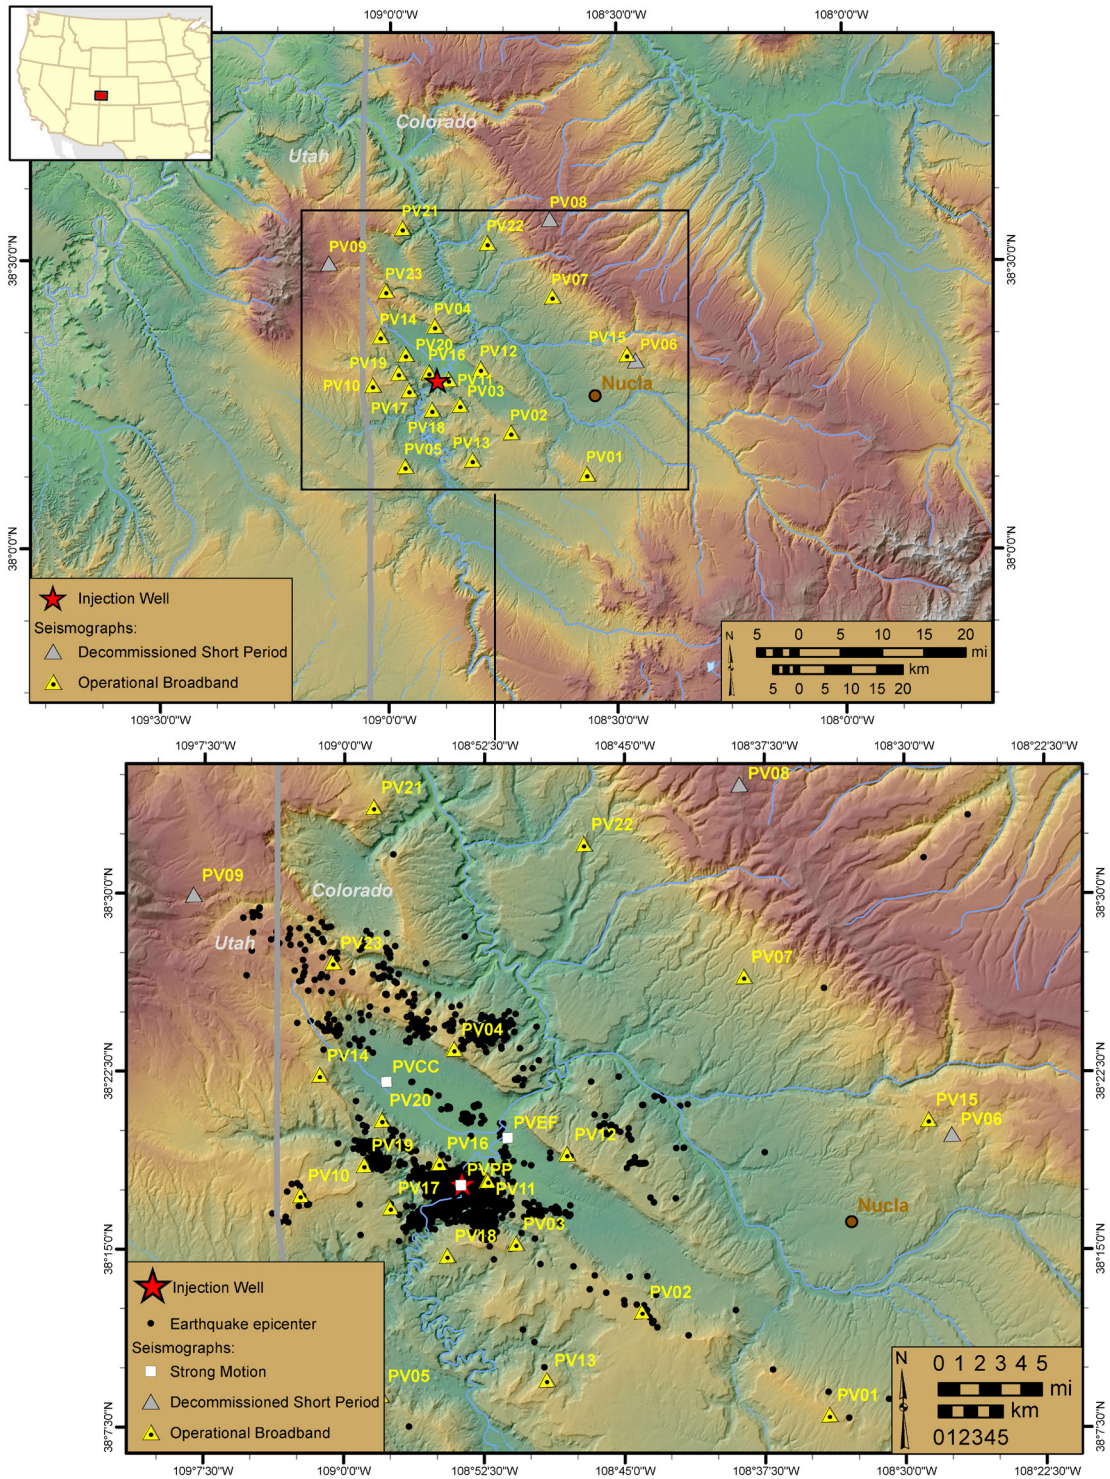 109°0'0"W 108°30'0"W 108°0'0"W
Colorado
Utah
PV08
PV21
PV22
PV09
38°30'0"N 38°30'0"N
PV23
PV07
PV04
PV14
PV15
PV20
PV06
PV16
PV12
PV19
PV11
PV10
PV03
Nucla
PV17
PV02
PV18
PV13
PV05
PV01
38°0'0"N 38°0'0"N
Injection Well
Seismographs:
Decommissioned Short Period
Operational Broadband
N
5 0 5 10 15 20
mi
km
5 0 5 10 15 20
109°30'0"W 109°0'0"W 108°30'0"W 108°0'0"W
109°7'30"W 109°0'0"W 108°52'30"W 108°45'0"W 108°37'30"W 108°30'0"W 108°22'30"W
PV08
PV21
PV22
PV09
Colorado
38°30'0"N 38°30'0"N
Utah
PV23
PV07
PV04
PV14
PVCC
38°22'30"N 38°22'30"N
PV20
PVEF
PV15
PV06
PV12
PV16
PV19
PVPP
PV10
PV17
PV11
Nucla
PV03
PV18
38°15'0"N 38°15'0"N
PV02
PV13
PV05
PV01
38°7'30"N 38°7'30"N
Injection Well
Earthquake epicenter
Seismographs:
Strong Motion
Decommissioned Short Period
Operational Broadband
N
0 1 2 3 4 5
mi
km
012345
109°7'30"W 109°0'0"W 108°52'30"W 108°45'0"W 108°37'30"W 108°30'0"W 108°22'30"W